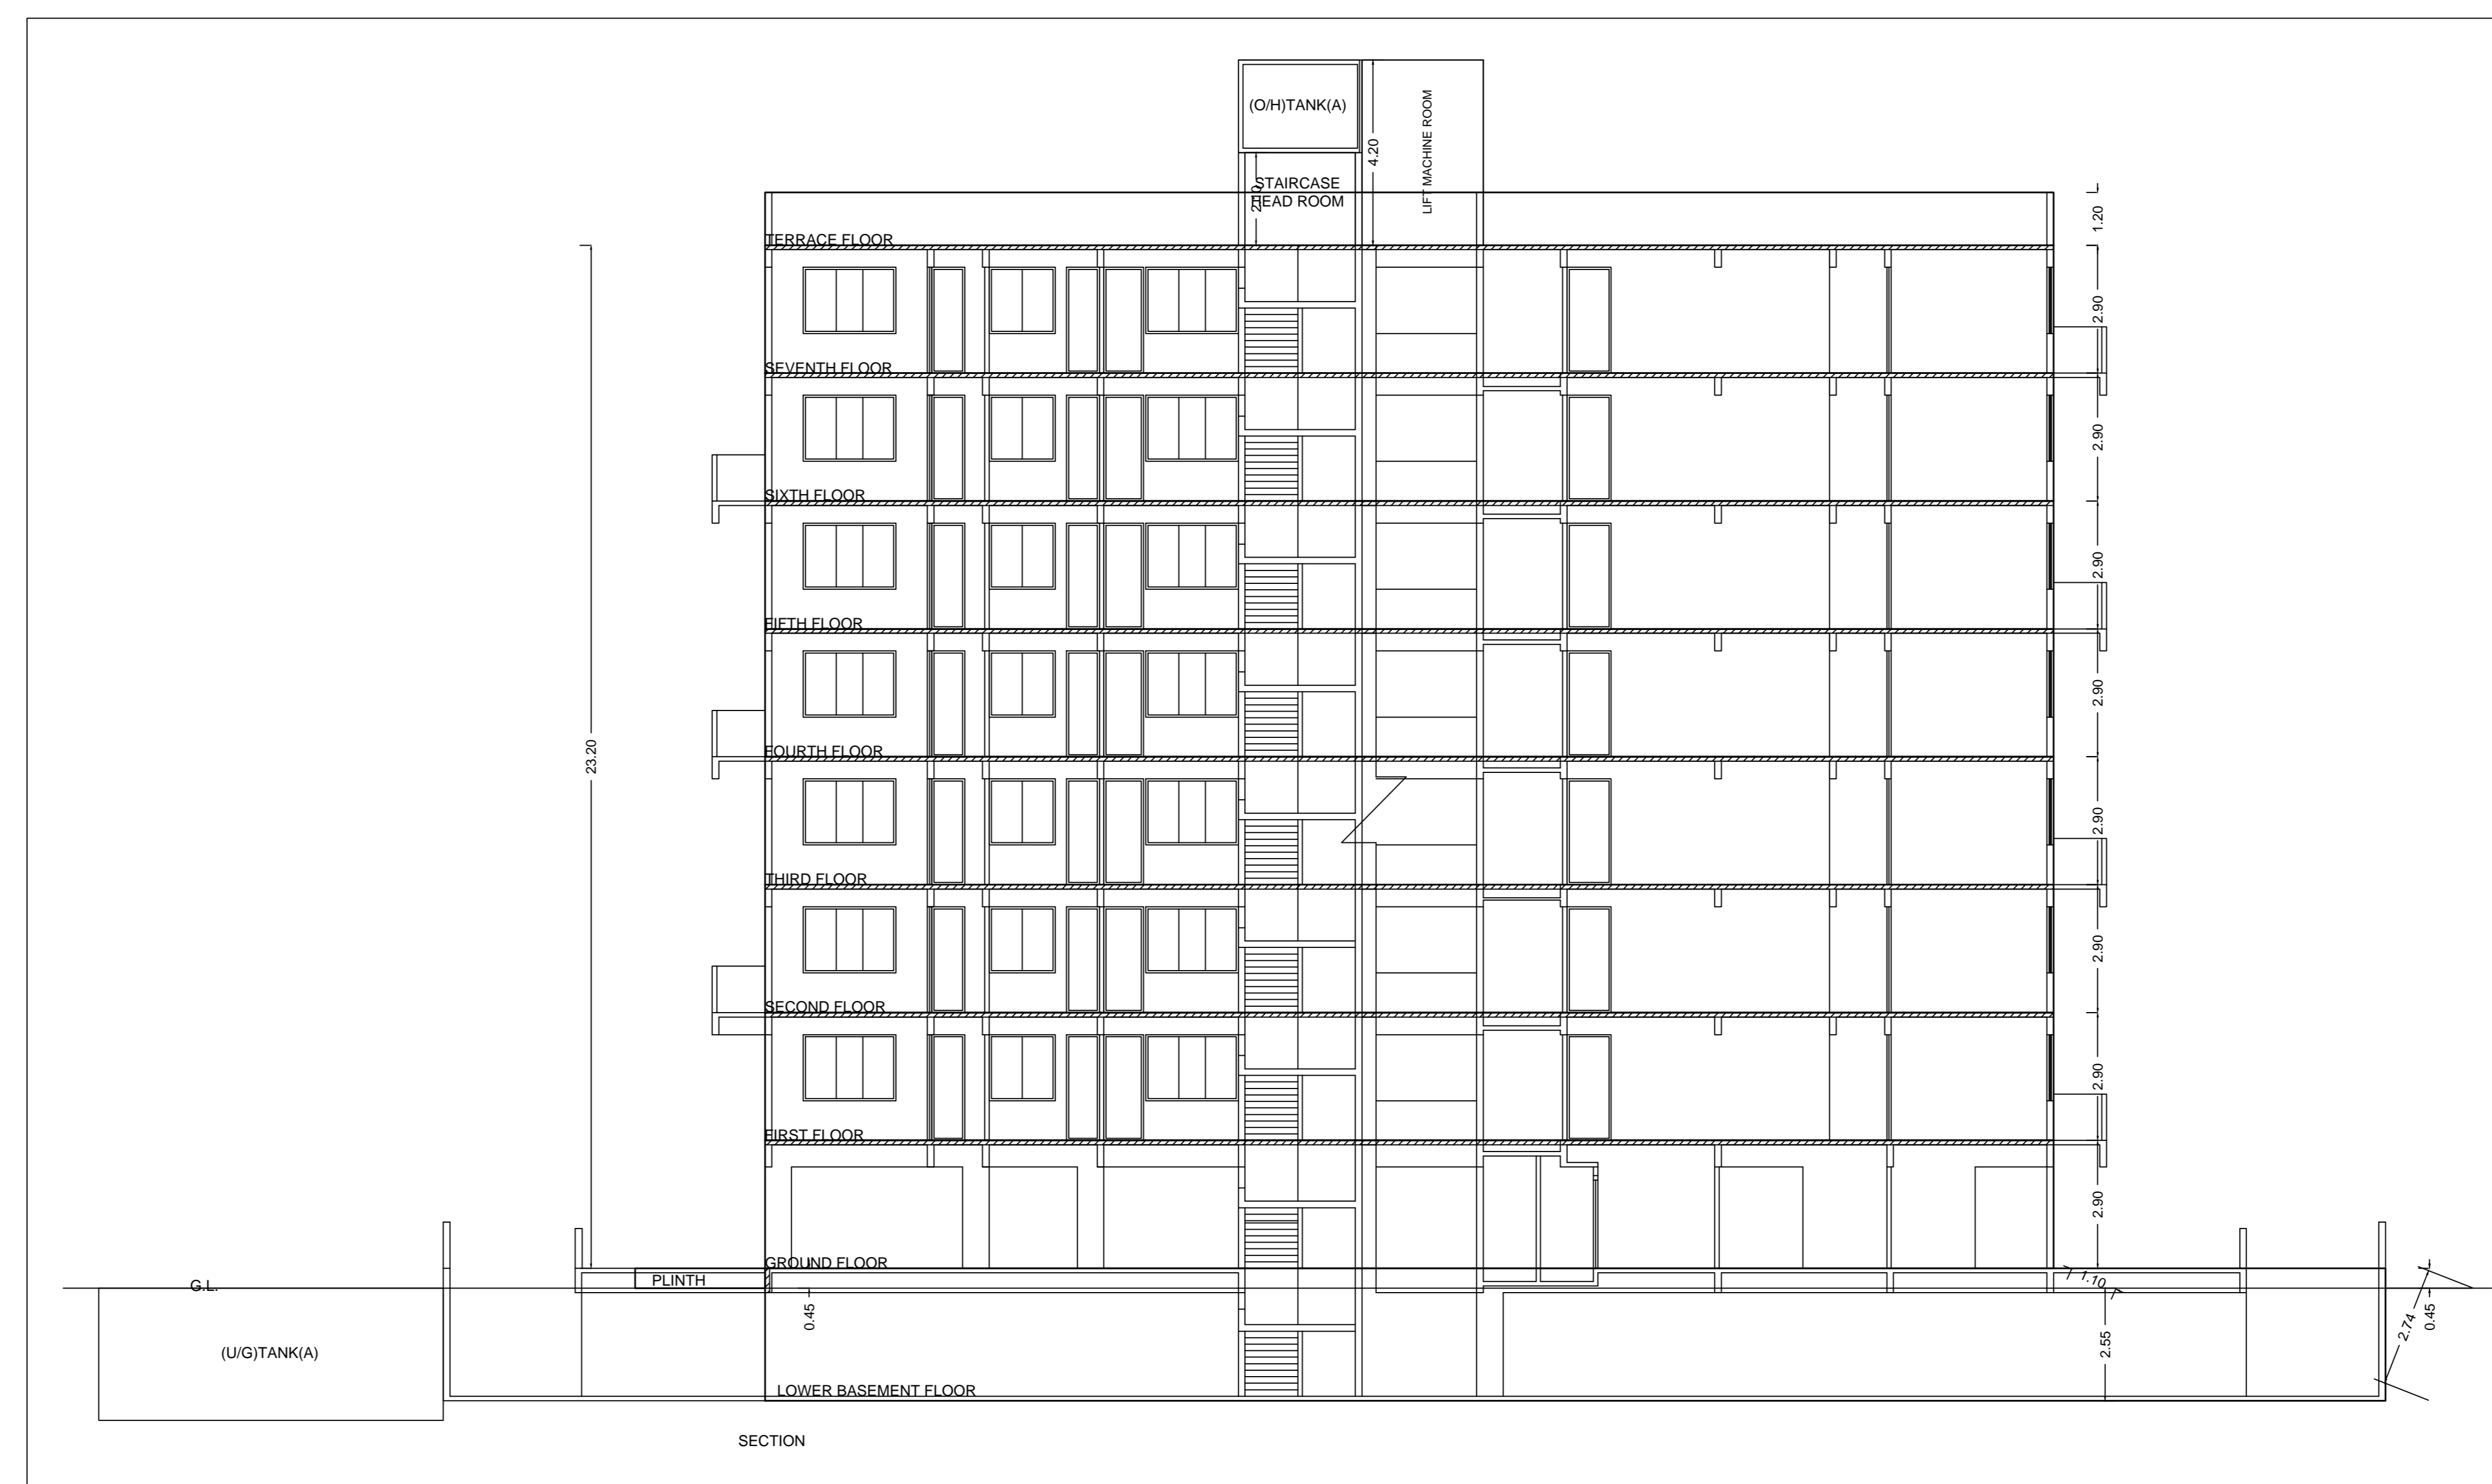 (O/H)TANK(A)
4.20
LIFT MACHINE ROOM
STAIRCASE
HEAD ROOM
2.10
1.20
TERRACE FLOOR
2.90
SEVENTH FLOOR
2.90
SIXTH FLOOR
2.90
FIFTH FLOOR
2.90
23.20
FOURTH FLOOR
2.90
THIRD FLOOR
2.90
SECOND FLOOR
2.90
FIRST FLOOR
2.90
GROUND FLOOR
PLINTH
G.L.
1.10
0.45
0.45
2.74
2.55
(U/G)TANK(A)
LOWER BASEMENT FLOOR
SECTION